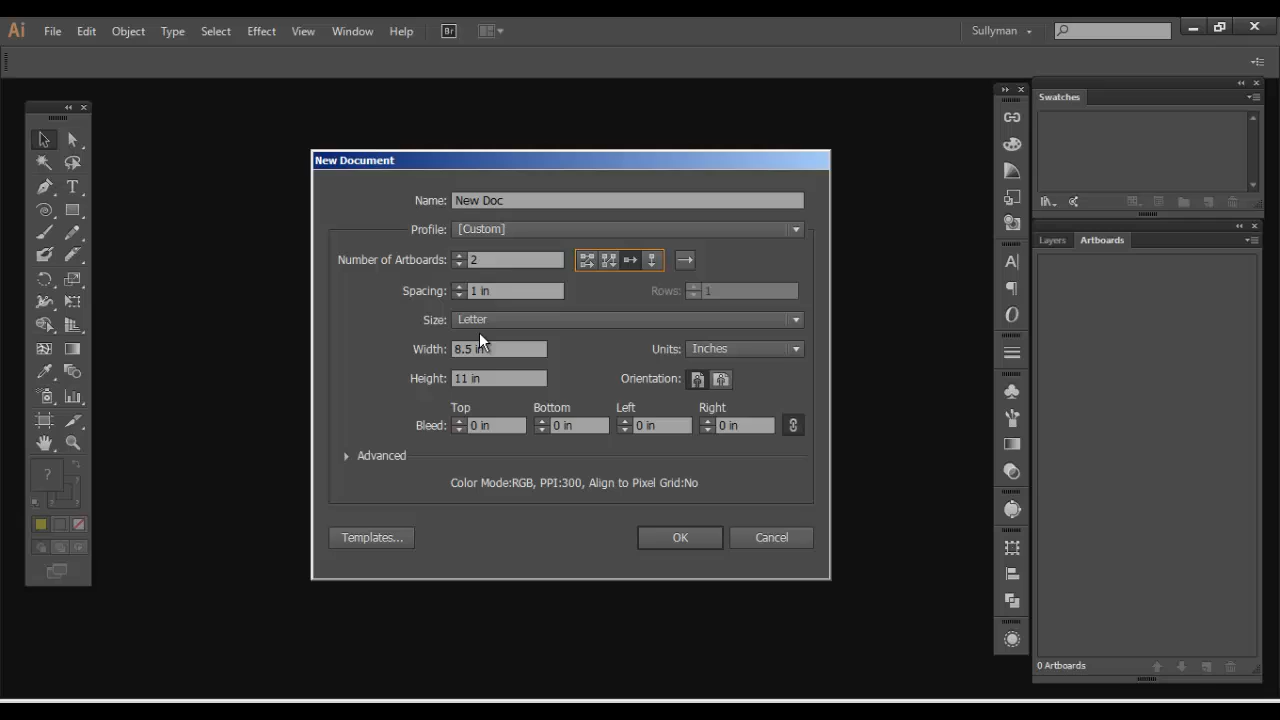 Ai File Edit Object Type Select Effect View Window Help Br Sullyman
Swatches
New Document
Name: New Doc
Profile: [Custom]
Layers Artboards
Number of Artboards: 2
Spacing: 1 in Rows: 1
Size: Letter
Width: 8.5 in Units: Inches
Height: 11 in Orientation:
Top Bottom Left Right
Bleed: 0 in 0 in 0 in 0 in
Advanced
Color Mode:RGB, PPI:300, Align to Pixel Grid:No
Templates... OK Cancel
0 Artboards